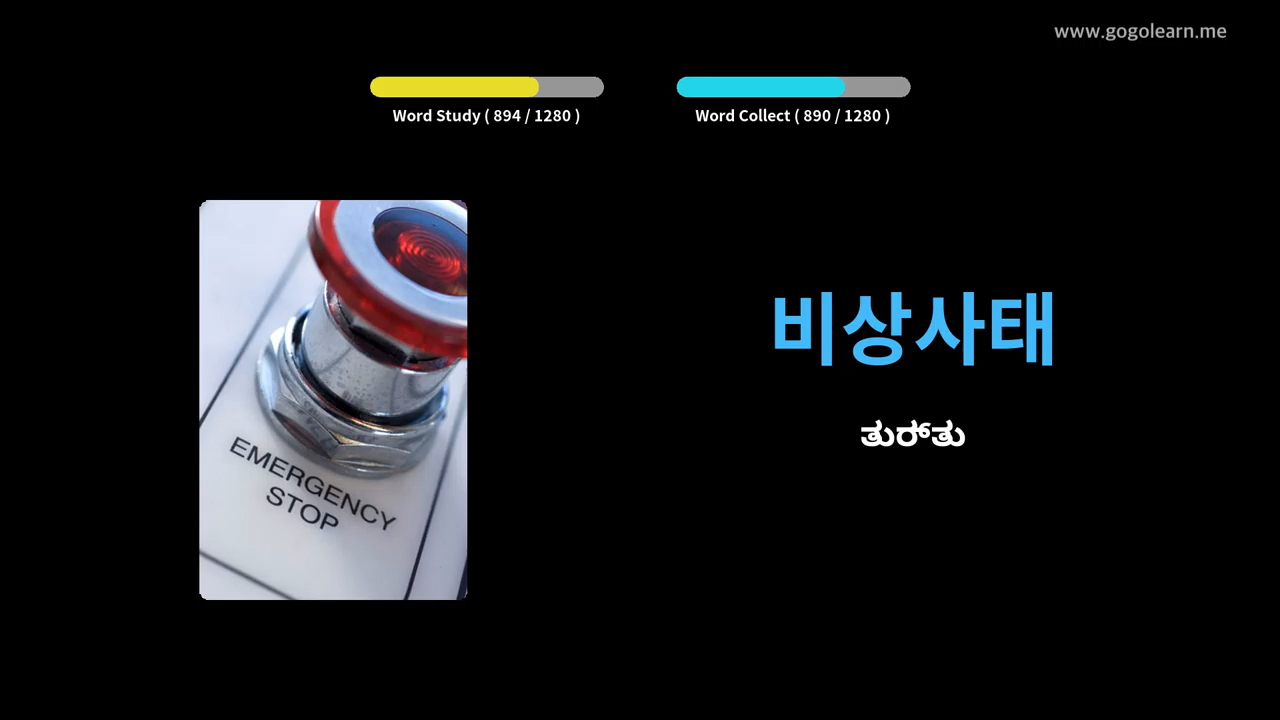 www.gogolearn.me
Word Study ( 894 / 1280 )
Word Collect ( 890 / 1280 )
EMERGENCY
STOP
비상사태
ತುರ್ತು